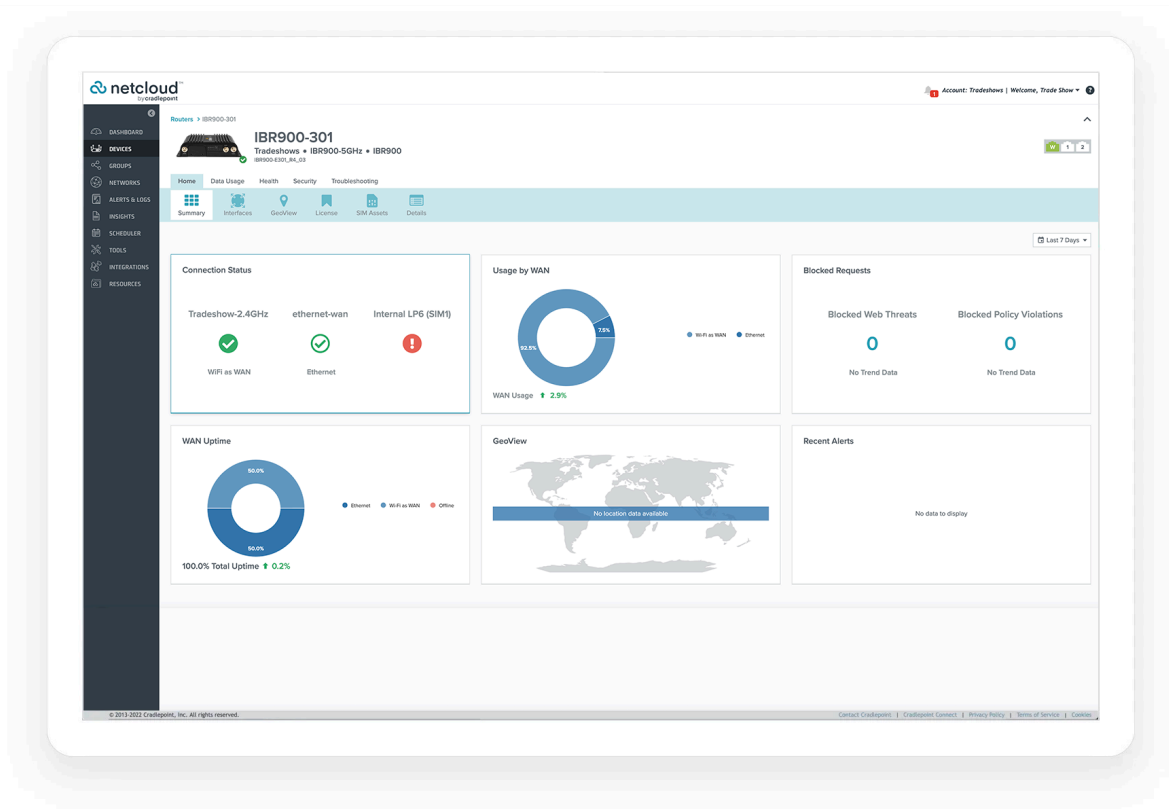 netcloud™
by cradlepoint
1
Account: Tradeshows | Welcome, Trade Show
?
DASHBOARD
DEVICES
GROUPS
NETWORKS
ALERTS & LOGS
INSIGHTS
SCHEDULER
TOOLS
INTEGRATIONS
RESOURCES
Routers > IBR900-301
IBR900-301
Tradeshows • IBR900-5GHz • IBR900
IBR900-E301_R4_03
W 1 2
Home Data Usage Health Security Troubleshooting
Summary Interfaces GeoView License SIM Assets Details
Last 7 Days
Connection Status
Tradeshow-2.4GHz ethernet-wan Internal LP6 (SIM1)
WiFi as WAN Ethernet
Usage by WAN
7.5%
92.5%
Wi-Fi as WAN Ethernet
WAN Usage 2.9%
Blocked Requests
Blocked Web Threats Blocked Policy Violations
0 0
No Trend Data No Trend Data
WAN Uptime
50.0%
Ethernet Wi-Fi as WAN Offline
50.0%
100.0% Total Uptime 0.2%
GeoView
No location data available
Recent Alerts
No data to display
© 2013-2022 Cradlepoint, Inc. All rights reserved.
Contact Cradlepoint | Cradlepoint Connect | Privacy Policy | Terms of Service | Cookies